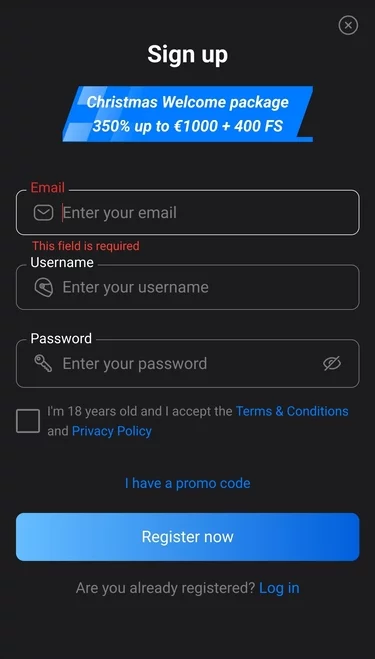 Sign up
Christmas Welcome package
350% up to €1000 + 400 FS
Email
Enter your email
This field is required
Username
Enter your username
Password
Enter your password
I'm 18 years old and I accept the Terms & Conditions
and Privacy Policy
I have a promo code
Register now
Are you already registered? Log in